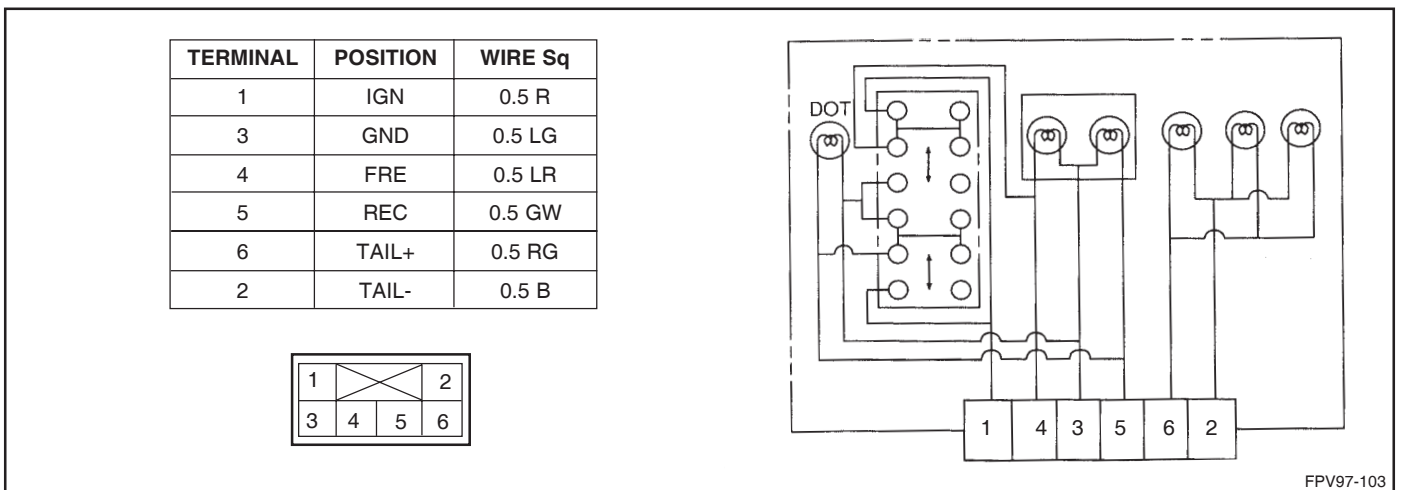 TERMINAL POSITION WIRE Sq
1 IGN 0.5 R
3 GND 0.5 LG
4 FRE 0.5 LR
5 REC 0.5 GW
6 TAIL+ 0.5 RG
2 TAIL- 0.5 B
1 2
3 4 5 6
DOT
1 4 3 5 6 2
FPV97-103